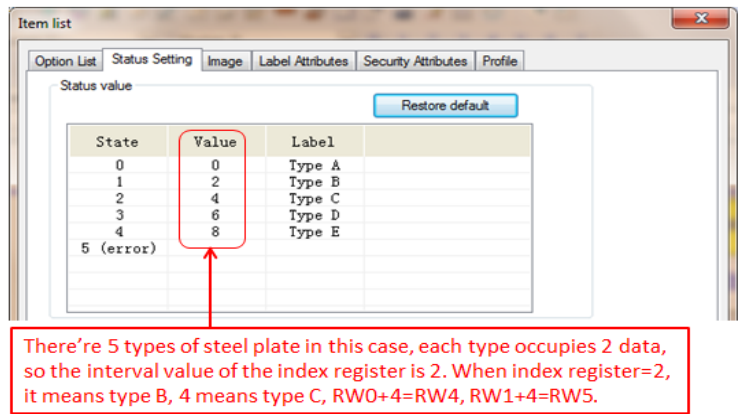 Item list
x
Option List Status Setting Image Label Attributes Security Attributes Profile
Status value
Restore default
State Value Label
0 0 Type A
1 2 Type B
2 4 Type C
3 6 Type D
4 8 Type E
5 (error)
There're 5 types of steel plate in this case, each type occupies 2 data,
so the interval value of the index register is 2. When index register=2,
it means type B, 4 means type C, RW0+4=RW4, RW1+4=RW5.